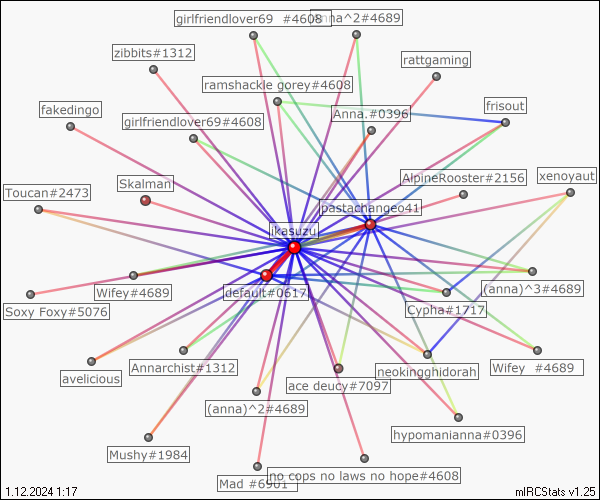 girlfriendlover69 #4608
anna^2#4689
zibbits#1312
rattgaming
ramshackle gorey#4608
fakedingo
girlfriendlover69#4608
Anna.#0396
frisout
Skalman
AlpineRooster#2156
xenoyaut
Toucan#2473
pastachangeo41
ikasuzu
Wifey#4689
default#0617
(anna)^3#4689
Soxy Foxy#5076
Cypha#1717
avelicious
Annarchist#1312
ace deucy#7097
neokingghidorah
Wifey #4689
(anna)^2#4689
hypomanianna#0396
Mushy#1984
Mad #6901
no cops no laws no hope#4608
1.12.2024 1:17
mIRCStats v1.25